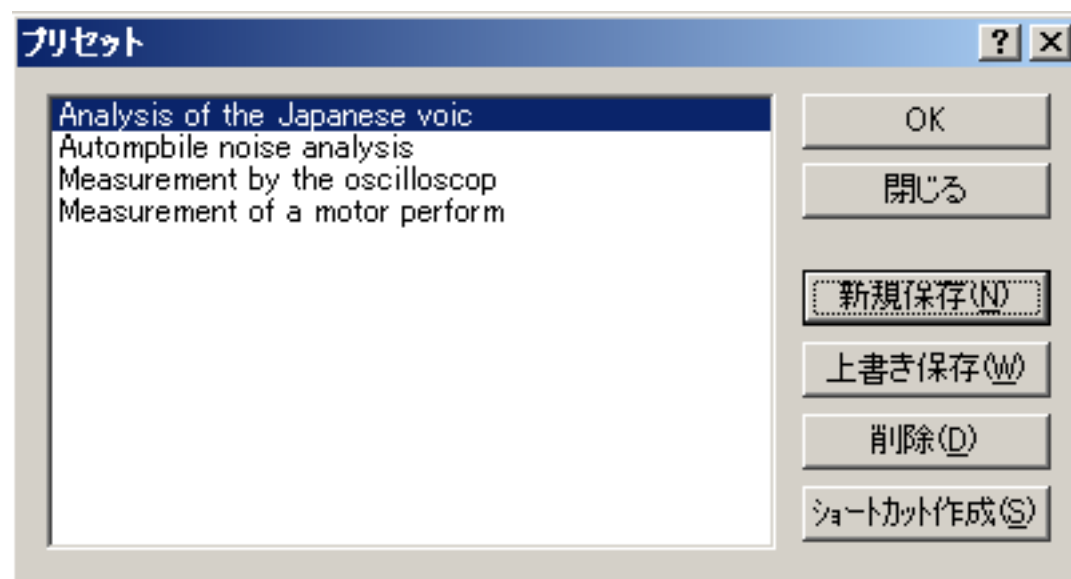 プリセット
Analysis of the Japanese voic
Autompbile noise analysis
Measurement by the oscilloscop
Measurement of a motor perform
OK
閉じる
新規保存(N)
上書き保存(W)
削除(D)
ショートカット作成(S)